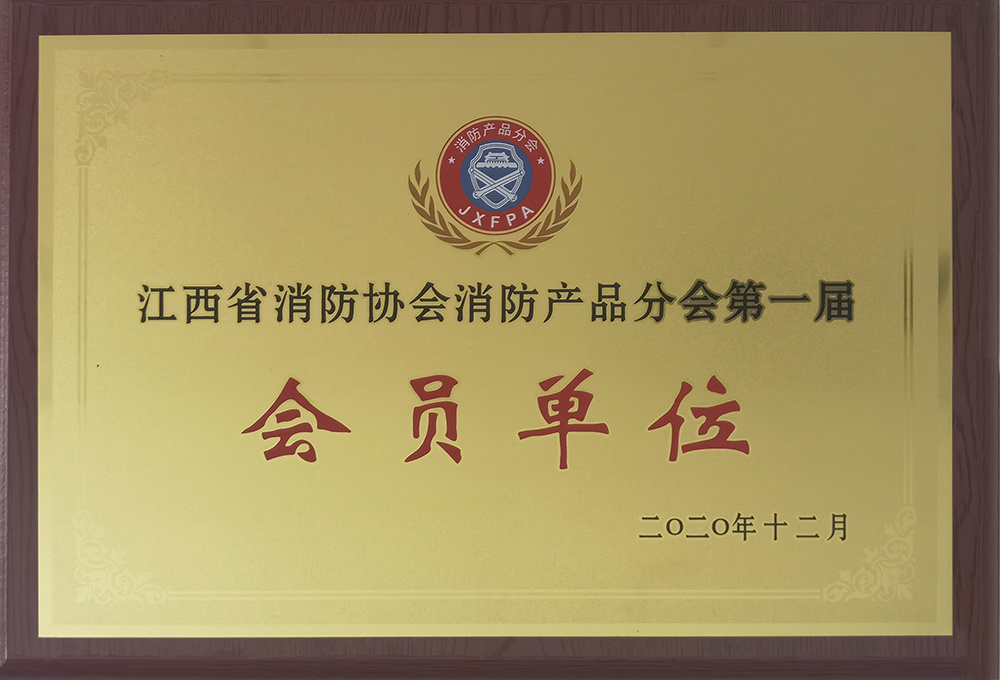 消防产品分会
JXFPA
江西省消防协会消防产品分会第一届
会员单位
二〇二〇年十二月